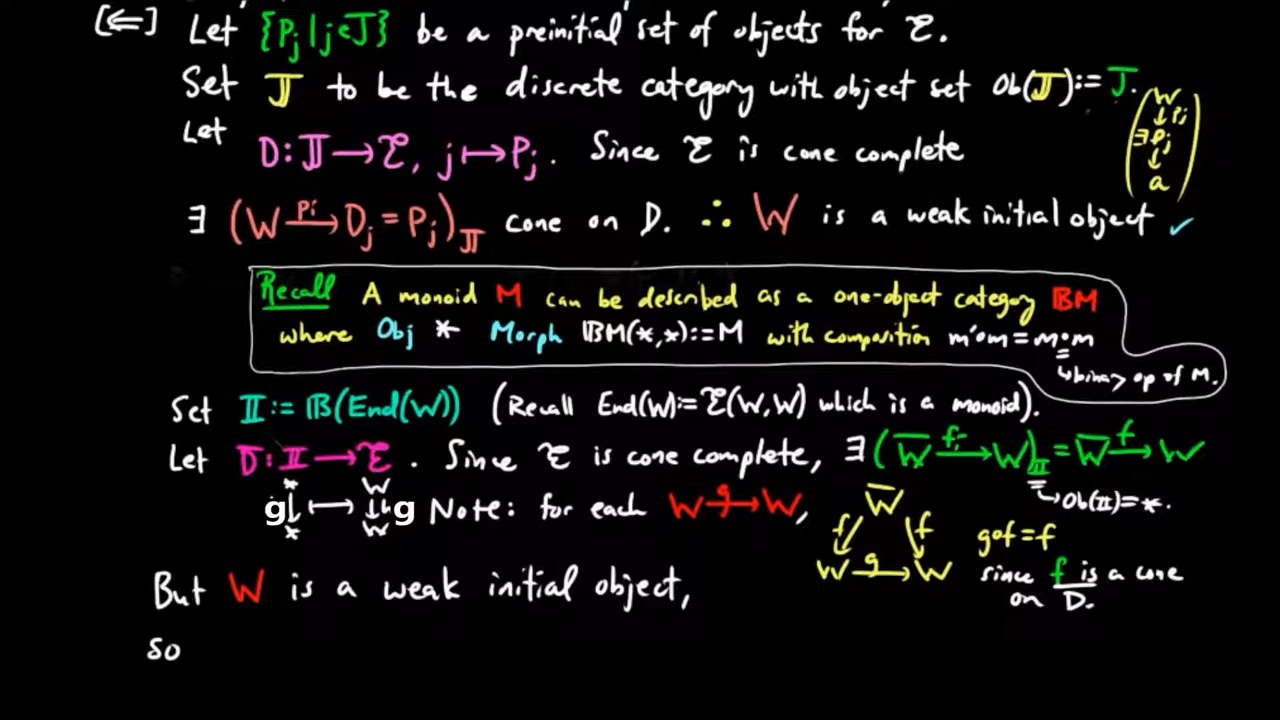 [⇐] Let {Pj | j∈J} be a preinitial set of objects for ℰ.
Set 𝕁 to be the discrete category with object set Ob(𝕁):= J.
Let
D: 𝕁 → ℰ, j ↦ Pj. Since ℰ is cone complete
(W ↓ Pj ∃ Pj ↓ a)
∃ (W --Pi--> Dj = Pj)𝕁 cone on D. ∴ W is a weak initial object ✓
Recall A monoid M can be described as a one-object category 𝔹M
where Obj * Morph 𝔹M(*,*):=M with composition m'∘m = m'∘m
↳ binary op of M.
Set 𝕀 := 𝔹(End(W)) (Recall End(W):= ℰ(W,W) which is a monoid).
Let D: 𝕀 → ℰ. Since ℰ is cone complete, ∃ (W̅ --fi--> W)𝕀 = W̅ --f--> W
↳ Ob(𝕀)=*.
* W W̅
g ↓ ↦ ↓ g Note: for each W --g--> W, f f g∘f = f
* W W --g--> W since f is a cone
on D.
But W is a weak initial object,
so